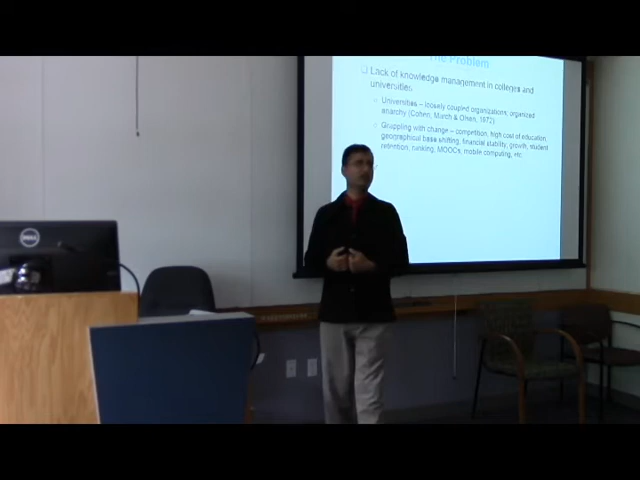 The Problem
Lack of knowledge management in colleges and
universities.
Universities – loosely coupled organizations, organized
anarchy (Cohen, March & Olsen, 1972)
Grappling with change – competition, high cost of education,
geographical base shifting, financial stability, growth, student
retention, ranking, MOOCs, mobile computing, etc.
DELL